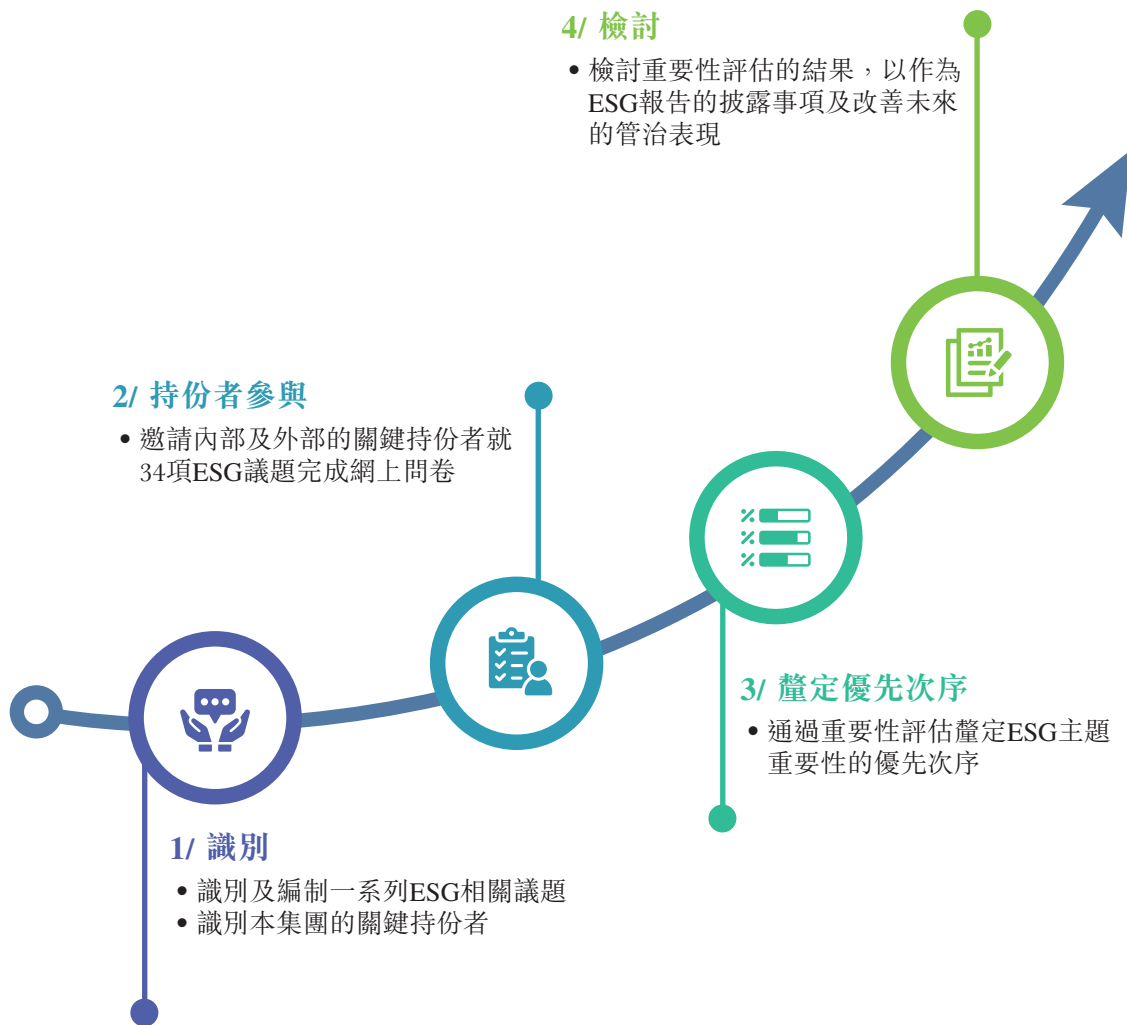 4/ 檢討
• 檢討重要性評估的結果，以作為
ESG報告的披露事項及改善未來
的管治表現
2/ 持份者參與
• 邀請內部及外部的關鍵持份者就
34項ESG議題完成網上問卷
3/ 釐定優先次序
• 通過重要性評估釐定ESG主題
重要性的優先次序
1/ 識別
• 識別及編制一系列ESG相關議題
• 識別本集團的關鍵持份者